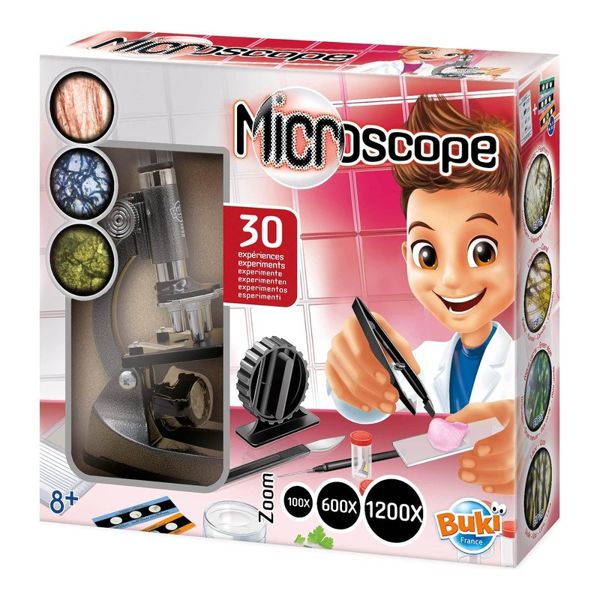 Microscope
Microscope
30
expériences
experiments
experimente
experimenten
experimentos
esperimenti
8+
Zoom
100X
600X
1200X
Buki
France